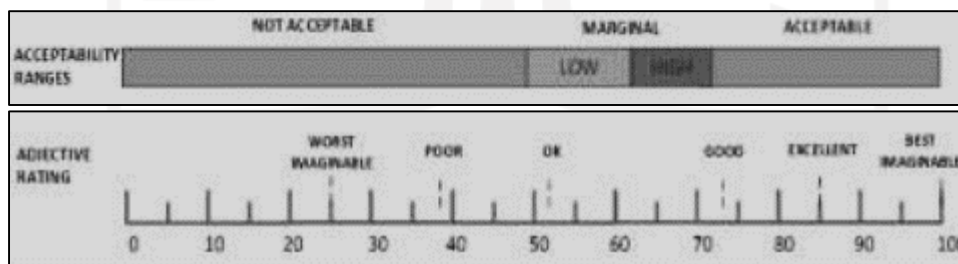 NOT ACCEPTABLE MARGINAL ACCEPTABLE
ACCEPTABILITY
RANGES
LOW HIGH
ADJECTIVE
RATING
WORST
IMAGINABLE
POOR
OK
GOOD
EXCELLENT
BEST
IMAGINABLE
0 10 20 30 40 50 60 70 80 90 100